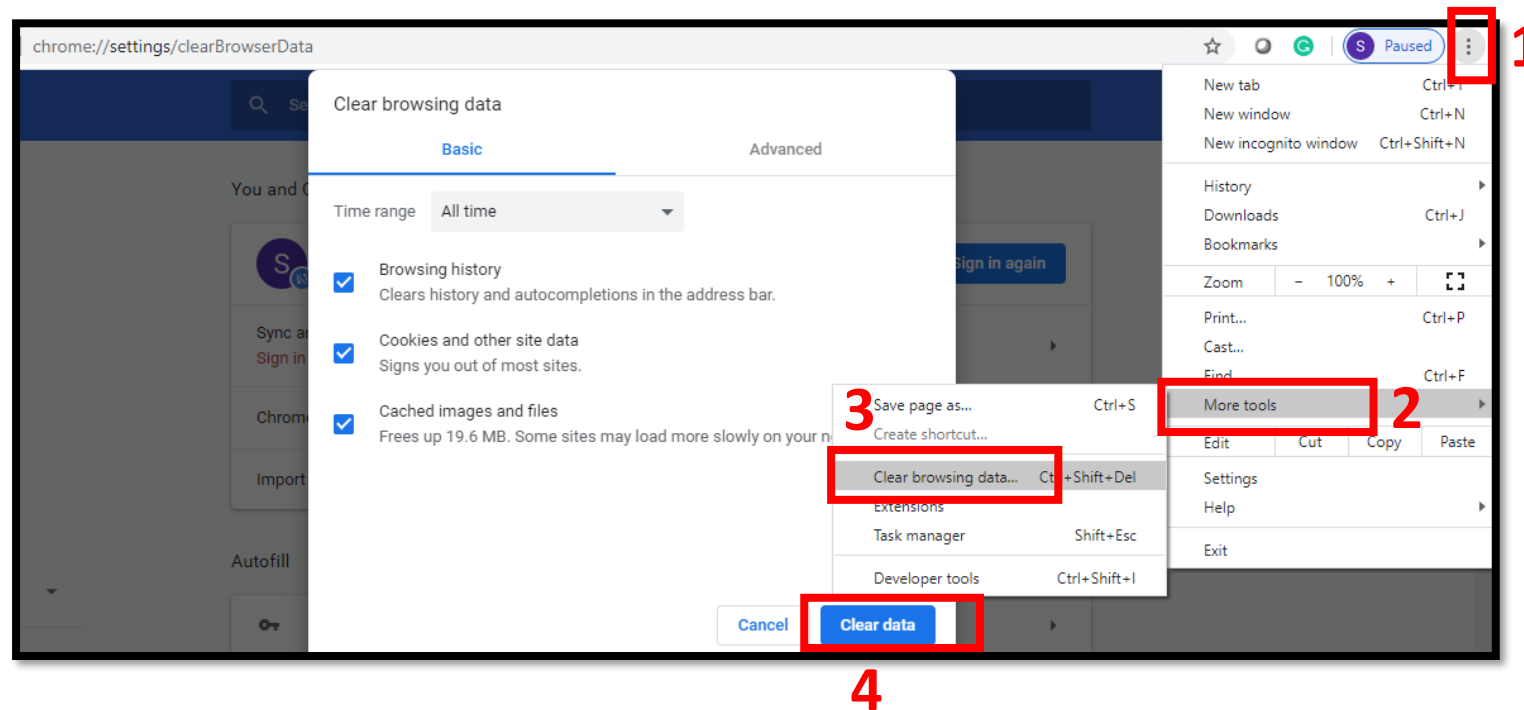 chrome://settings/clearBrowserData
S Paused
1
Se
Clear browsing data
Basic Advanced
You and
Time range All time
S
Browsing history
Clears history and autocompletions in the address bar.
Sign in again
Sync
Sign in
Cookies and other site data
Signs you out of most sites.
Chrome
Cached images and files
Frees up 19.6 MB. Some sites may load more slowly on your
Import
Autofill
Cancel Clear data
4
New tab Ctrl+T
New window Ctrl+N
New incognito window Ctrl+Shift+N
History
Downloads Ctrl+J
Bookmarks
Zoom - 100% +
Print... Ctrl+P
Cast...
Find... Ctrl+F
More tools 2
Edit Cut Copy Paste
Settings
Help
Exit
3
Save page as... Ctrl+S
Create shortcut...
Clear browsing data... Ctrl+Shift+Del
Extensions
Task manager Shift+Esc
Developer tools Ctrl+Shift+I